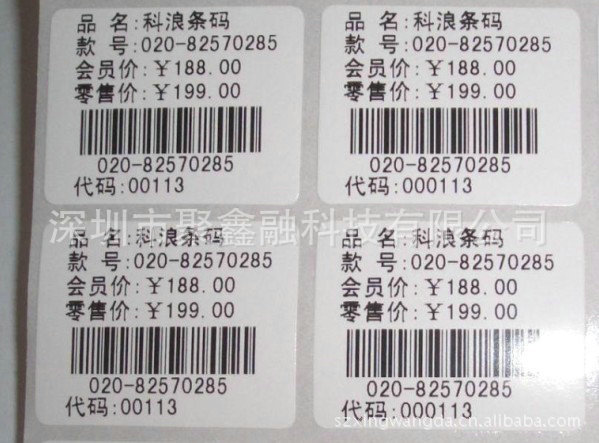 品 名:科浪条码
款 号:020-82570285
会员价:￥188.00
零售价:￥199.00
020-82570285
代码:00113
品 名:科浪条码
款 号:020-82570285
会员价:￥188.00
零售价:￥199.00
020-82570285
代码:000113
深圳市聚鑫融科技有限公司
品 名:科浪条码
款 号:020-82570285
会员价:￥188.00
零售价:￥199.00
020-82570285
代码:00113
品 名:科浪条码
款 号:020-82570285
会员价:￥188.00
零售价:￥199.00
020-82570285
代码:000113
szxingwangda.cn.alibaba.com